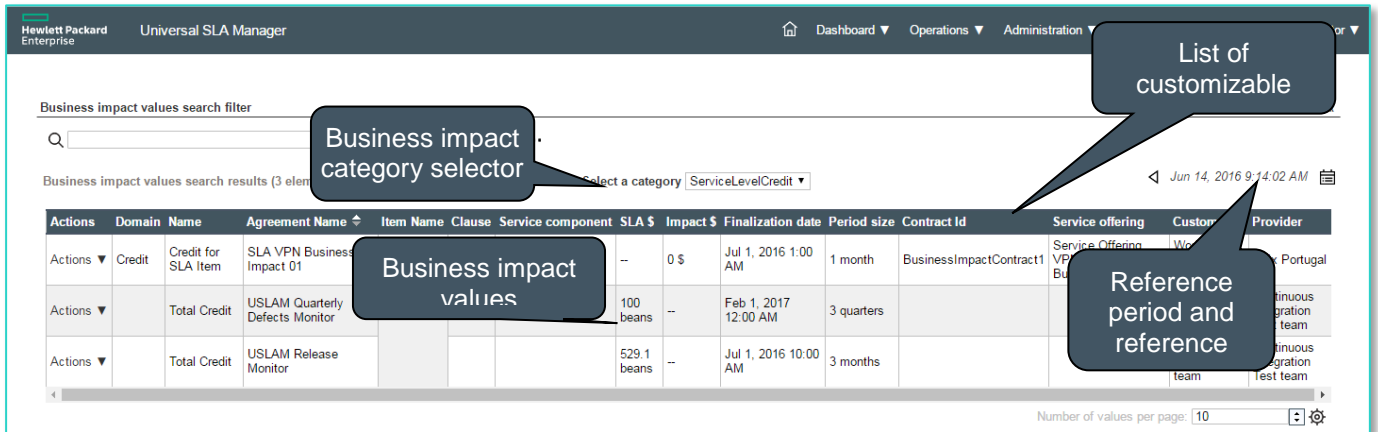 Hewlett Packard
Enterprise
Universal SLA Manager
Dashboard ▼ Operations ▼ Administration ▼
List of
customizable
Business impact values search filter
Business impact
category selector
Business impact values search results (3
Select a category ServiceLevelCredit ▼
Jun 14, 2016 9:14:02 AM
Actions Domain Name Agreement Name Item Name Clause Service component SLA $ Impact $ Finalization date Period size Contract Id Service offering Provider
Actions ▼ Credit Credit for SLA Item SLA VPN Business Impact 01 -- 0 $ Jul 1, 2016 1:00 AM 1 month BusinessImpactContract1 Service Offering Portugal
Business impact
values
Reference
period and
reference
Actions ▼ Total Credit USLAM Quarterly Defects Monitor 100 beans -- Feb 1, 2017 12:00 AM 3 quarters team
Actions ▼ Total Credit USLAM Release Monitor 529.1 beans -- Jul 1, 2016 10:00 AM 3 months team Test team
Number of values per page: 10